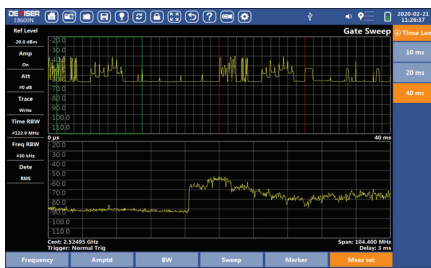 DEVISER
E8600N
2020-02-21
11:26:37
Ref Level
-20.0 dBm
Amp
On
Att
#0 dB
Trace
Write
Time RBW
#122.9 MHz
Freq RBW
#30 kHz
Dete
RMS
Gate Sweep
-20.0
-30.0
-40.0
-50.0
-60.0
-70.0
-80.0
-90.0
-100.0
-110.0
0 μs
40 ms
-20.0
-30.0
-40.0
-50.0
-60.0
-70.0
-80.0
-90.0
-100.0
-110.0
Cent: 2.52495 GHz
Trigger: Normal Trig
Span: 104.400 MHz
Delay: 3 ms
Time Len
10 ms
20 ms
40 ms
Frequency
Amptd
BW
Sweep
Marker
Meas set